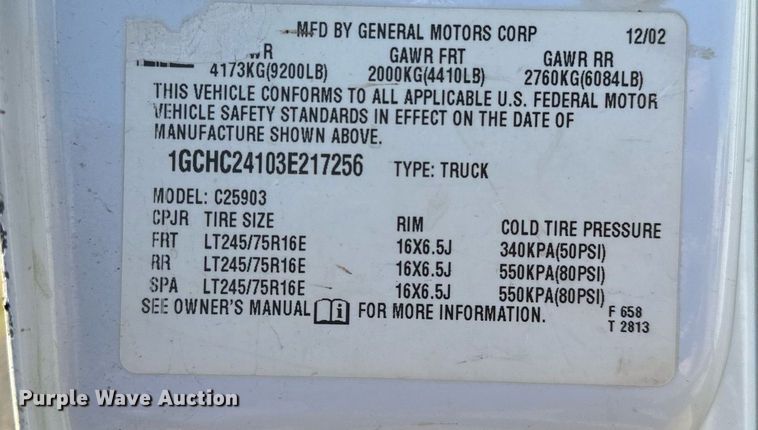 MFD BY GENERAL MOTORS CORP 12/02
WR GAWR FRT GAWR RR
4173KG(9200LB) 2000KG(4410LB) 2760KG(6084LB)
THIS VEHICLE CONFORMS TO ALL APPLICABLE U.S. FEDERAL MOTOR
VEHICLE SAFETY STANDARDS IN EFFECT ON THE DATE OF
MANUFACTURE SHOWN ABOVE.
1GCHC24103E217256 TYPE: TRUCK
MODEL: C25903
CPJR TIRE SIZE RIM COLD TIRE PRESSURE
FRT LT245/75R16E 16X6.5J 340KPA(50PSI)
RR LT245/75R16E 16X6.5J 550KPA(80PSI)
SPA LT245/75R16E 16X6.5J 550KPA(80PSI)
SEE OWNER'S MANUAL i FOR MORE INFORMATION. F 658
T 2813
Purple Wave Auction